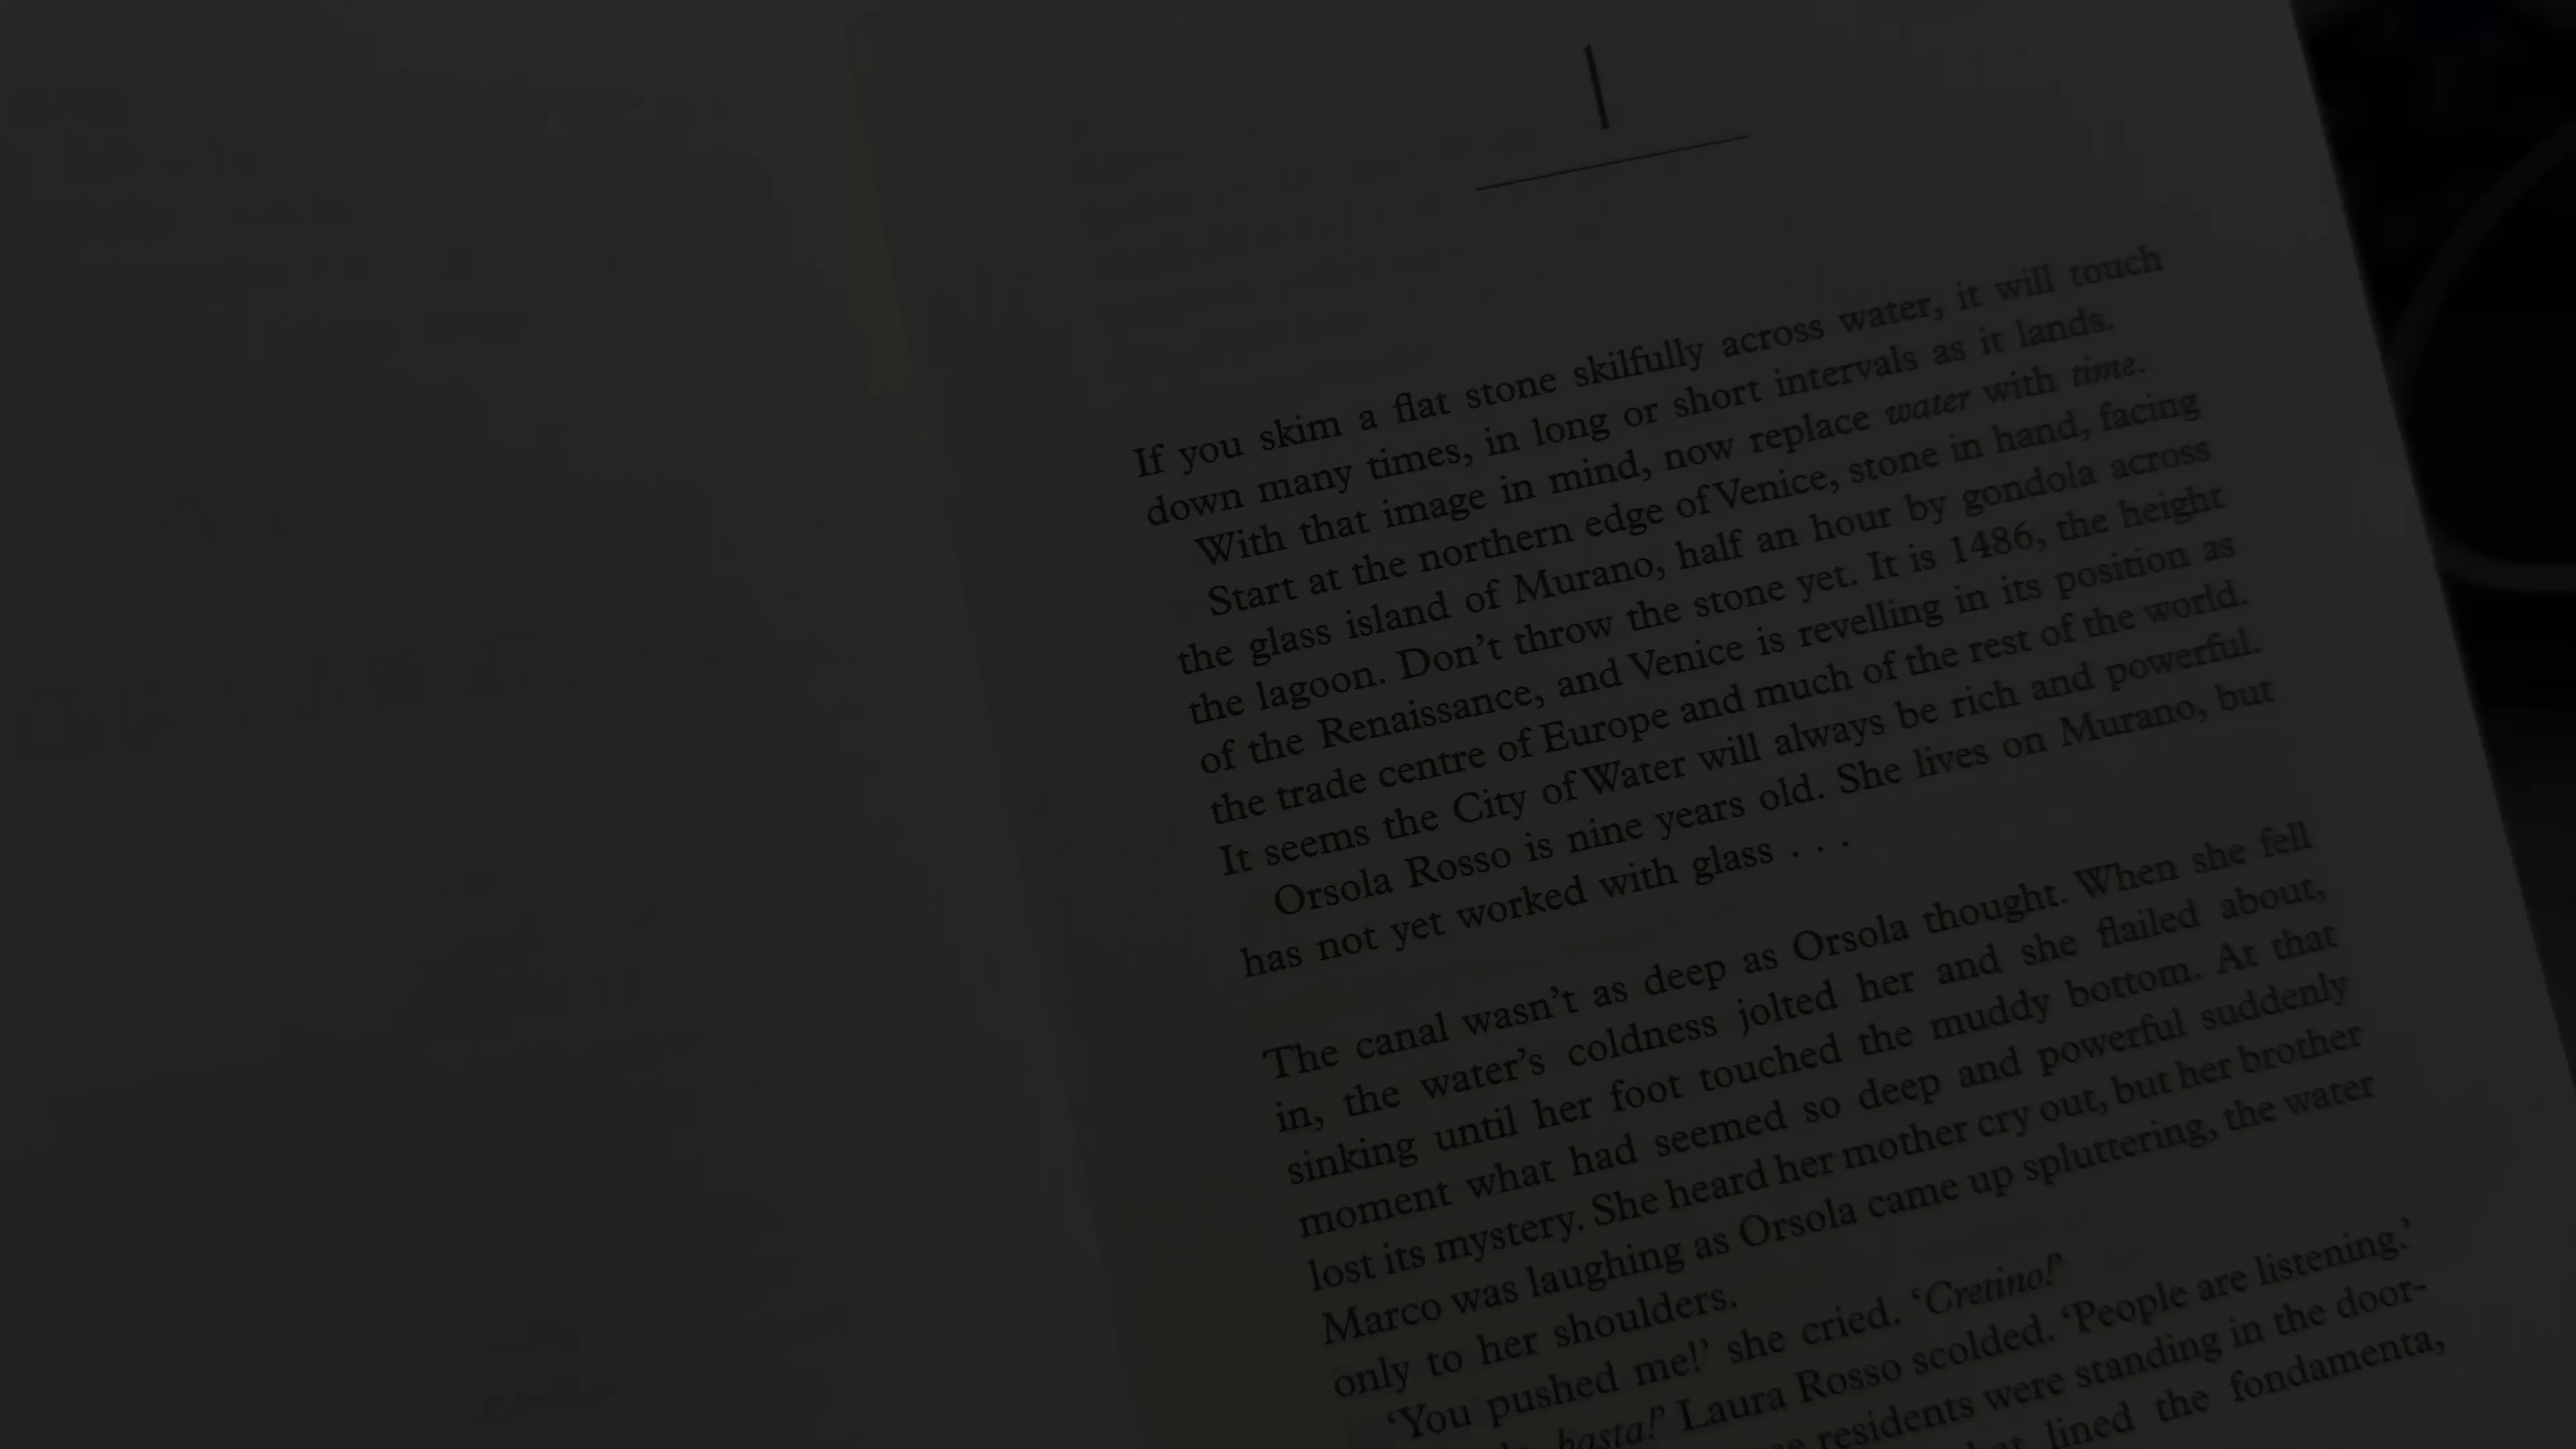 1
If you skim a flat stone skilfully across water, it will touch
down many times, in long or short intervals as it lands.
With that image in mind, now replace water with time.
Start at the northern edge of Venice, stone in hand, facing
the glass island of Murano, half an hour by gondola across
the lagoon. Don’t throw the stone yet. It is 1486, the height
of the Renaissance, and Venice is revelling in its position as
the trade centre of Europe and much of the rest of the world.
It seems the City of Water will always be rich and powerful.
Orsola Rosso is nine years old. She lives on Murano, but
has not yet worked with glass . . .
The canal wasn’t as deep as Orsola thought. When she fell
in, the water’s coldness jolted her and she flailed about,
sinking until her foot touched the muddy bottom. At that
moment what had seemed so deep and powerful suddenly
lost its mystery. She heard her mother cry out, but her brother
Marco was laughing as Orsola came up spluttering, the water
only to her shoulders.
‘You pushed me!’ she cried. ‘Cretino!’
basta!’ Laura Rosso scolded. ‘People are listening.’
residents were standing in the door-
lined the fondamenta,